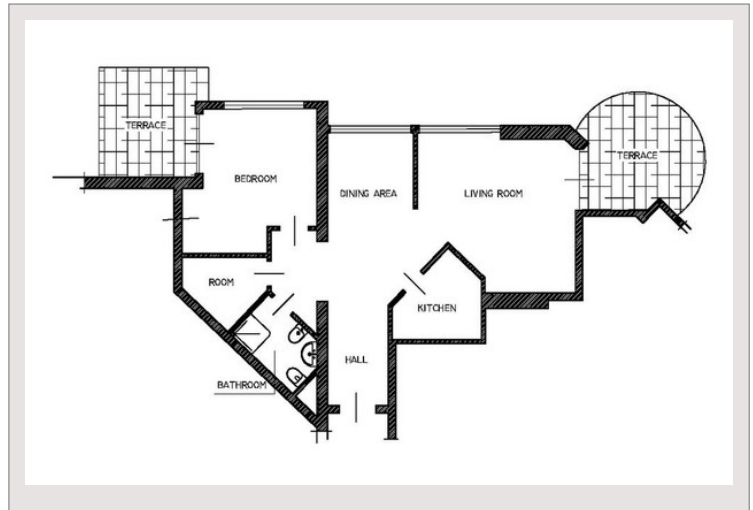 TERRACE
TERRACE
BEDROOM
DINING AREA
LIVING ROOM
ROOM
KITCHEN
HALL
BATHROOM